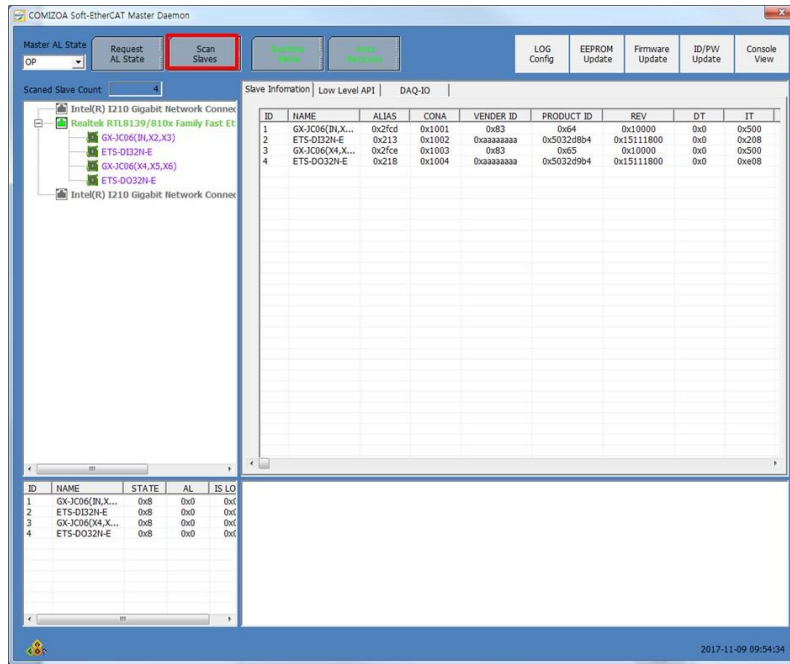 COMIZOA Soft-EtherCAT Master Daemon
Master AL State
OP
Request AL State
Scan Slaves
LOG Config
EEPROM Update
Firmware Update
ID/PW Update
Console View
Scaned Slave Count 4
Intel(R) I210 Gigabit Network Connec
Realtek RTL8139/810x Family Fast Et
GX-JC06(IN,X2,X3)
ETS-DI32N-E
GX-JC06(X4,X5,X6)
ETS-DO32N-E
Intel(R) I210 Gigabit Network Connec
Slave Infomation Low Level API DAQ-IO
ID NAME ALIAS CONA VENDER ID PRODUCT ID REV DT IT
1 GX-JC06(IN,X... 0x2fcd 0x1001 0x83 0x64 0x10000 0x0 0x500
2 ETS-DI32N-E 0x213 0x1002 0xaaaaaaaa 0x5032d8b4 0x15111800 0x0 0x208
3 GX-JC06(X4,X... 0x2fce 0x1003 0x83 0x65 0x10000 0x0 0x500
4 ETS-DO32N-E 0x218 0x1004 0xaaaaaaaa 0x5032d9b4 0x15111800 0x0 0xe08
ID NAME STATE AL IS LO
1 GX-JC06(IN,X... 0x8 0x0 0x0
2 ETS-DI32N-E 0x8 0x0 0x0
3 GX-JC06(X4,X... 0x8 0x0 0x0
4 ETS-DO32N-E 0x8 0x0 0x0
2017-11-09 09:54:34